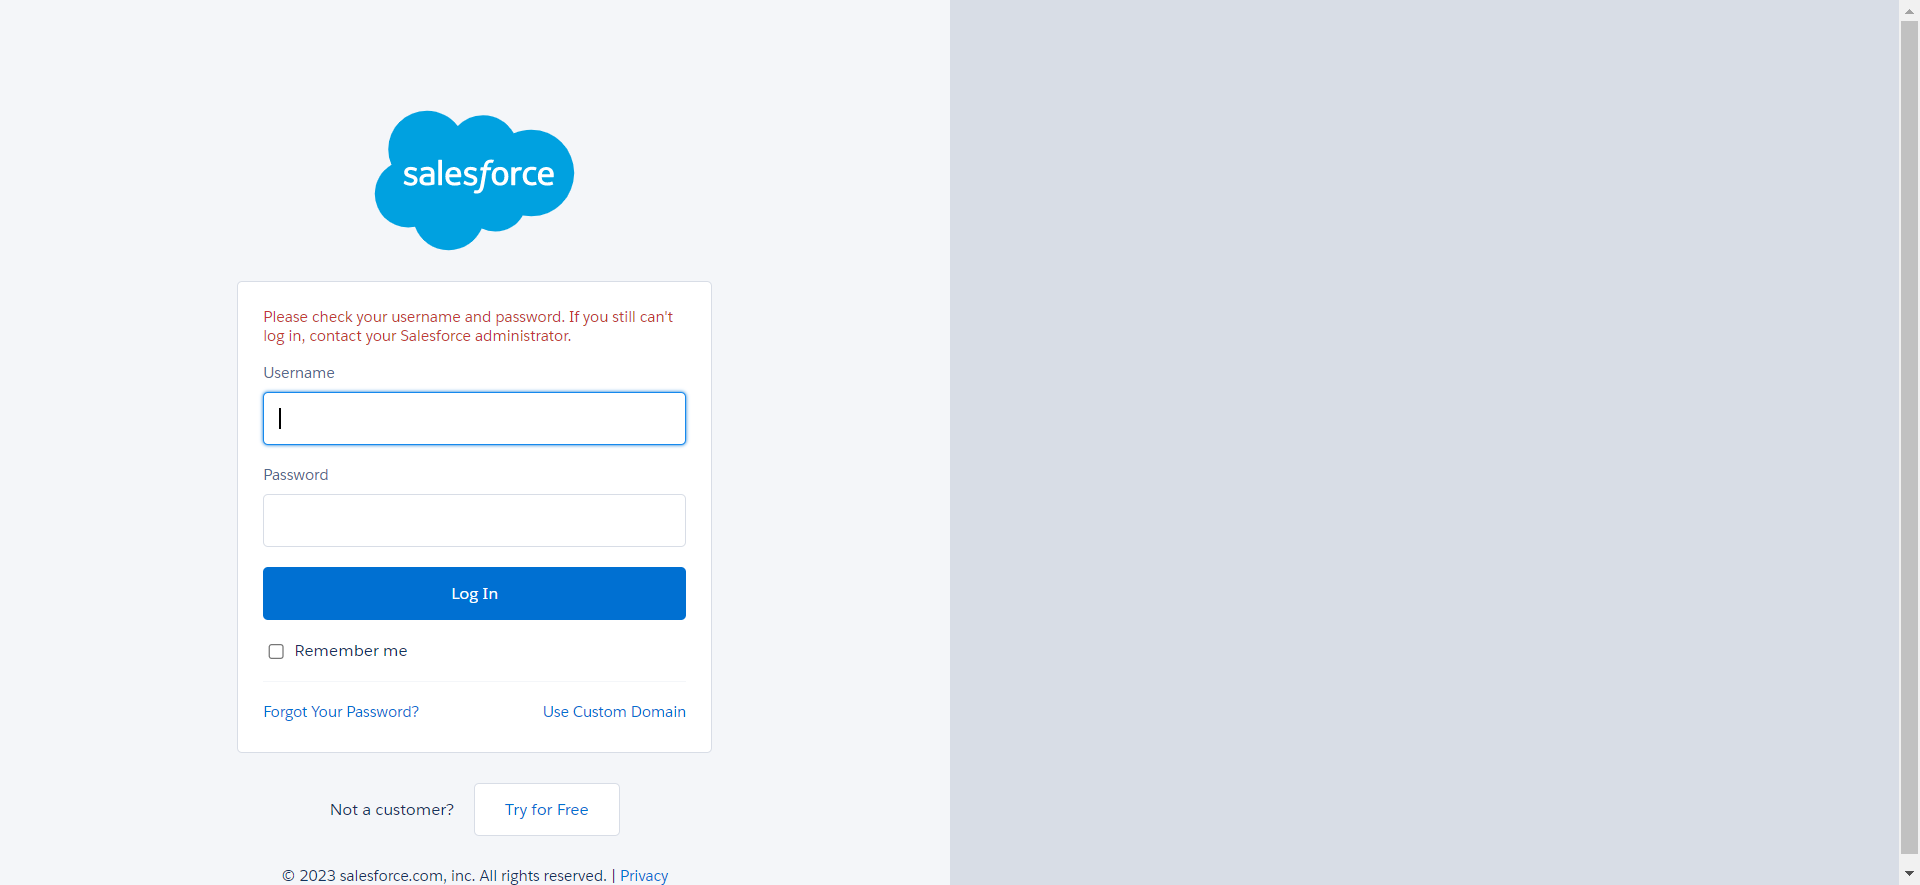 salesforce
Please check your username and password. If you still can't
log in, contact your Salesforce administrator.
Username
Password
Log In
Remember me
Forgot Your Password?
Use Custom Domain
Not a customer?
Try for Free
© 2023 salesforce.com, inc. All rights reserved. | Privacy